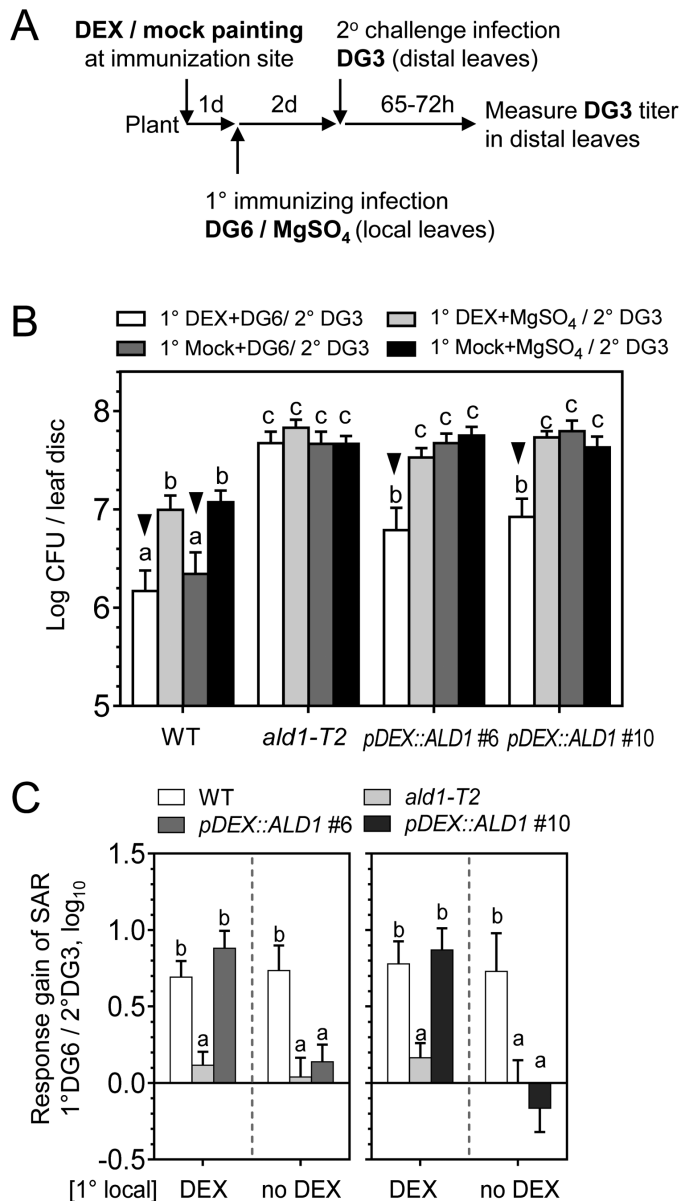 A
DEX / mock painting
at immunization site
2° challenge infection
DG3 (distal leaves)
Plant 1d 2d 65-72h
Measure DG3 titer
in distal leaves
1° immunizing infection
DG6 / MgSO4 (local leaves)
B
1° DEX+DG6/ 2° DG3
1° DEX+MgSO4 / 2° DG3
1° Mock+DG6/ 2° DG3
1° Mock+MgSO4 / 2° DG3
Log CFU / leaf disc
8
7
6
5
a b a b
c c c c
b c c c
b c c c
WT
ald1-T2
pDEX::ALD1 #6
pDEX::ALD1 #10
C
WT
ald1-T2
pDEX::ALD1 #6
pDEX::ALD1 #10
Response gain of SAR
1°DG6 / 2°DG3, log10
1.5
1.0
0.5
0.0
-0.5
b a b b a a
b a b b a a
[1° local] DEX no DEX DEX no DEX